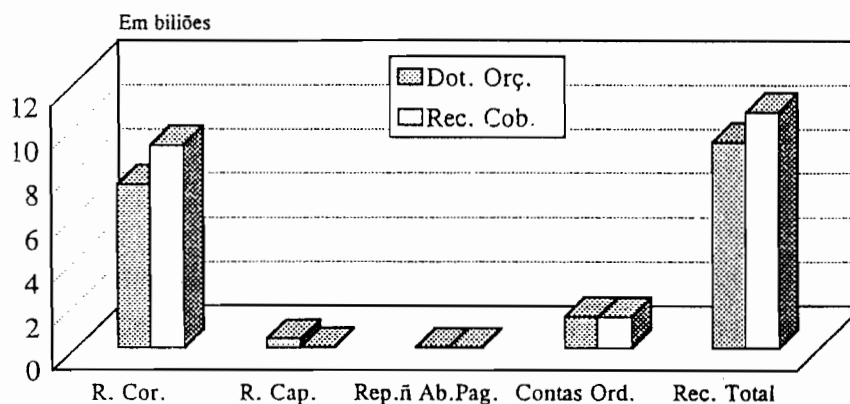 Em biliões
Dot. Orç.
Rec. Cob.
12
10
8
6
4
2
0
R. Cor.
R. Cap.
Rep.ñ Ab.Pag.
Contas Ord.
Rec. Total